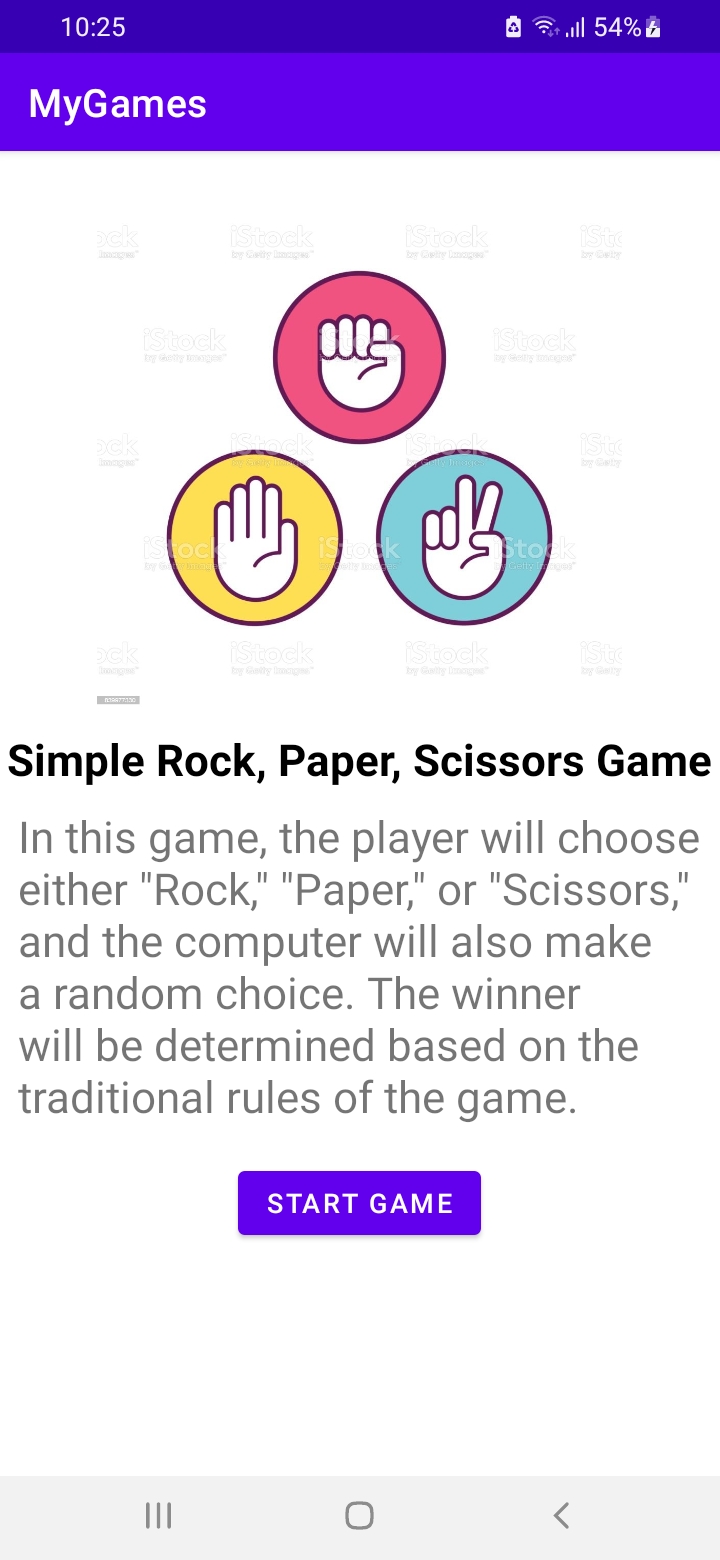 10:25
54%
MyGames
iStock
by Getty Images™
Simple Rock, Paper, Scissors Game
In this game, the player will choose
either "Rock," "Paper," or "Scissors,"
and the computer will also make
a random choice. The winner
will be determined based on the
traditional rules of the game.
START GAME